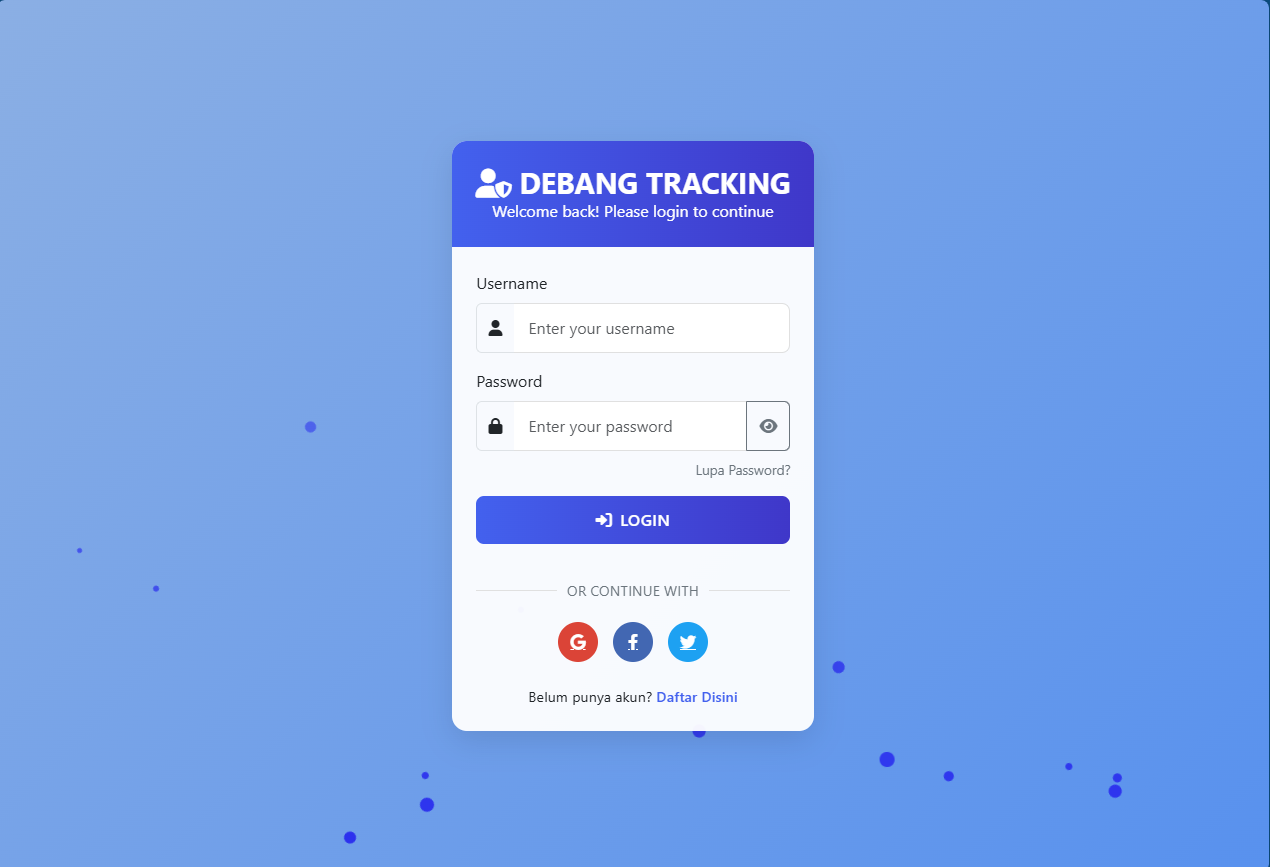 DEBANG TRACKING
Welcome back! Please login to continue
Username
Enter your username
Password
Enter your password
Lupa Password?
LOGIN
OR CONTINUE WITH
Belum punya akun? Daftar Disini